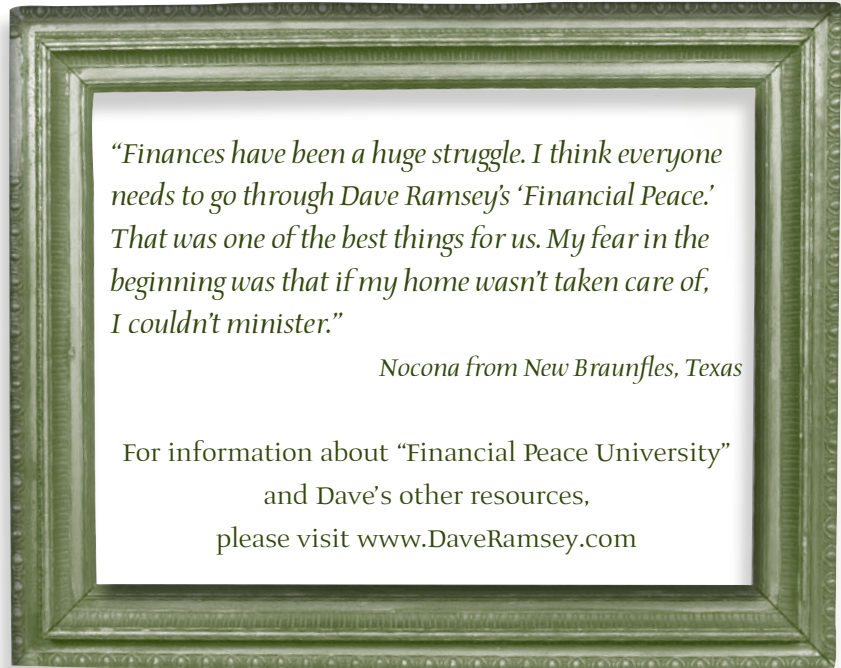 “Finances have been a huge struggle. I think everyone
needs to go through Dave Ramsey’s ‘Financial Peace.’
That was one of the best things for us. My fear in the
beginning was that if my home wasn’t taken care of,
I couldn’t minister.”
Nocona from New Braunfles, Texas
For information about “Financial Peace University”
and Dave’s other resources,
please visit www.DaveRamsey.com